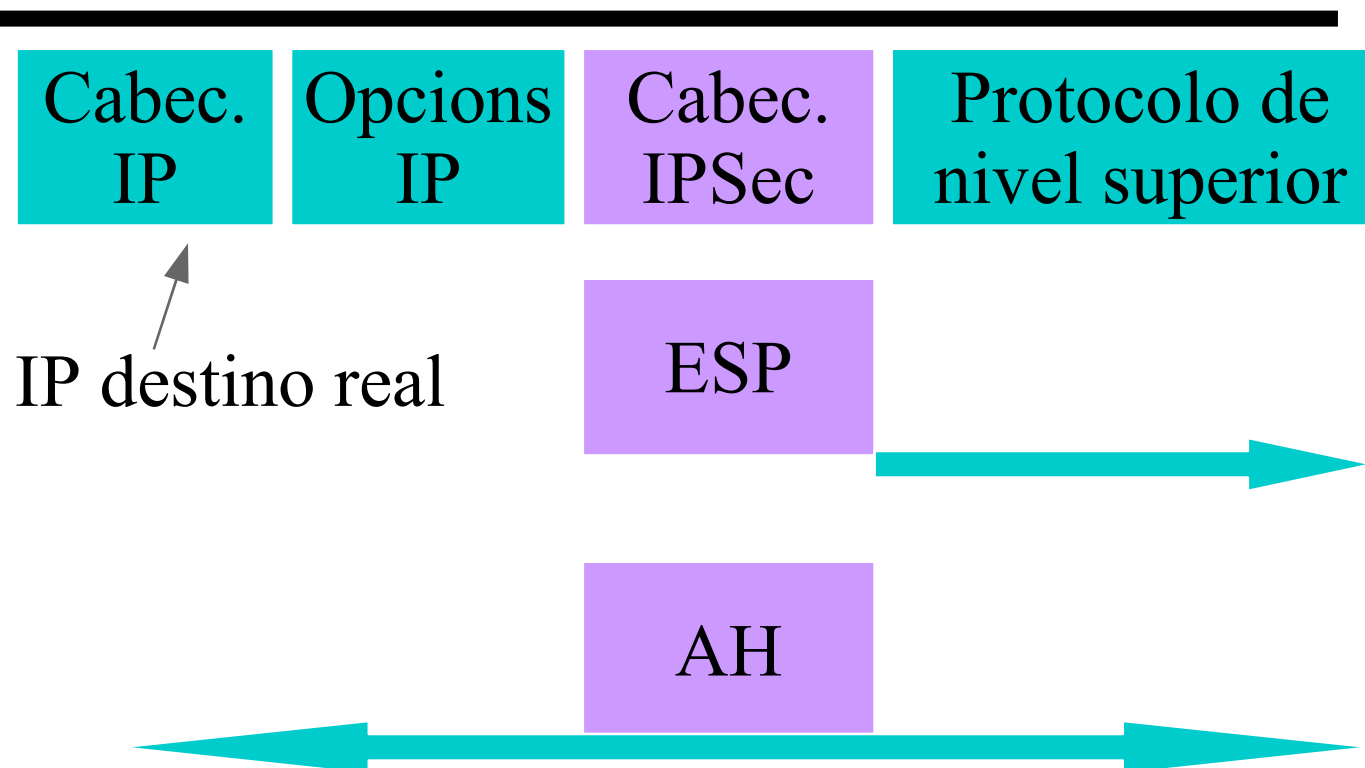 Cabec.
IP
Opcions
IP
Cabec.
IPSec
Protocolo de
nivel superior
IP destino real
ESP
AH